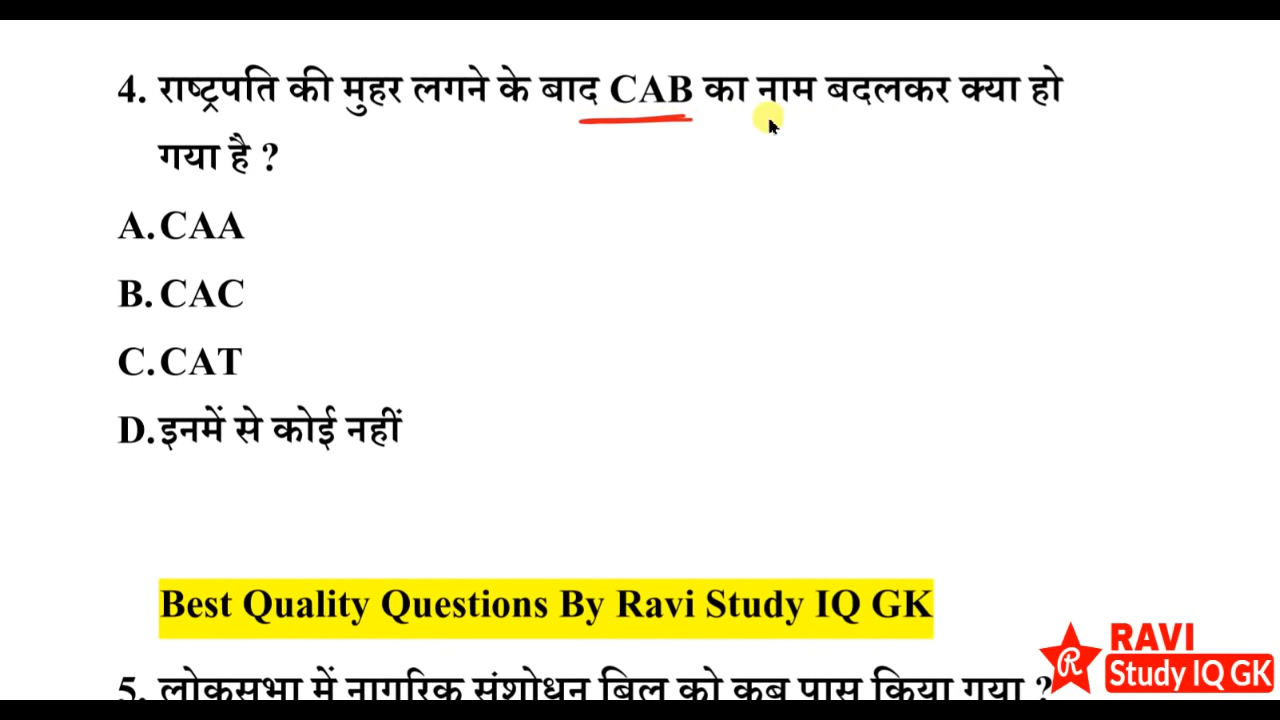 4. राष्ट्रपति की मुहर लगने के बाद CAB का नाम बदलकर क्या हो
गया है ?
A. CAA
B. CAC
C. CAT
D. इनमें से कोई नहीं
Best Quality Questions By Ravi Study IQ GK
5. लोकसभा में नागरिक संशोधन बिल को कब पास किया गया ?
R
RAVI
Study IQ GK